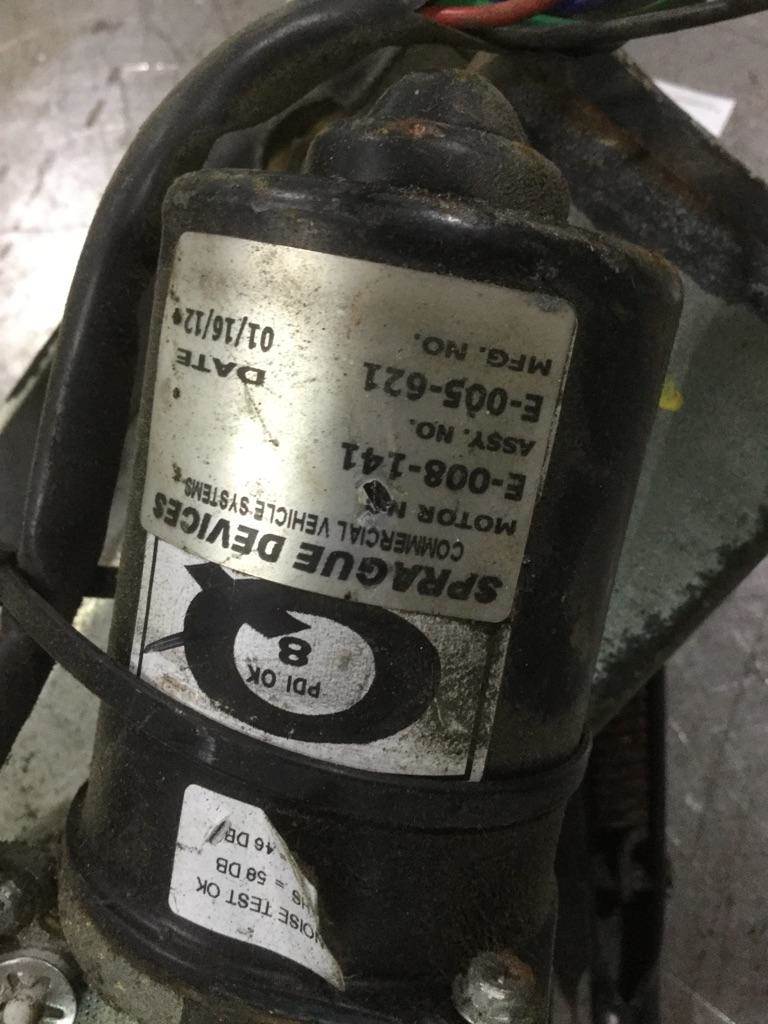 SPRAGUE DEVICES
COMMERCIAL VEHICLE SYSTEMS
MOTOR
E-008-141
ASSY. NO.
E-005-621
MFG. NO.
DATE
01/16/12
8
PDI OK
NOISE TEST OK
= 58 DB
46 DB